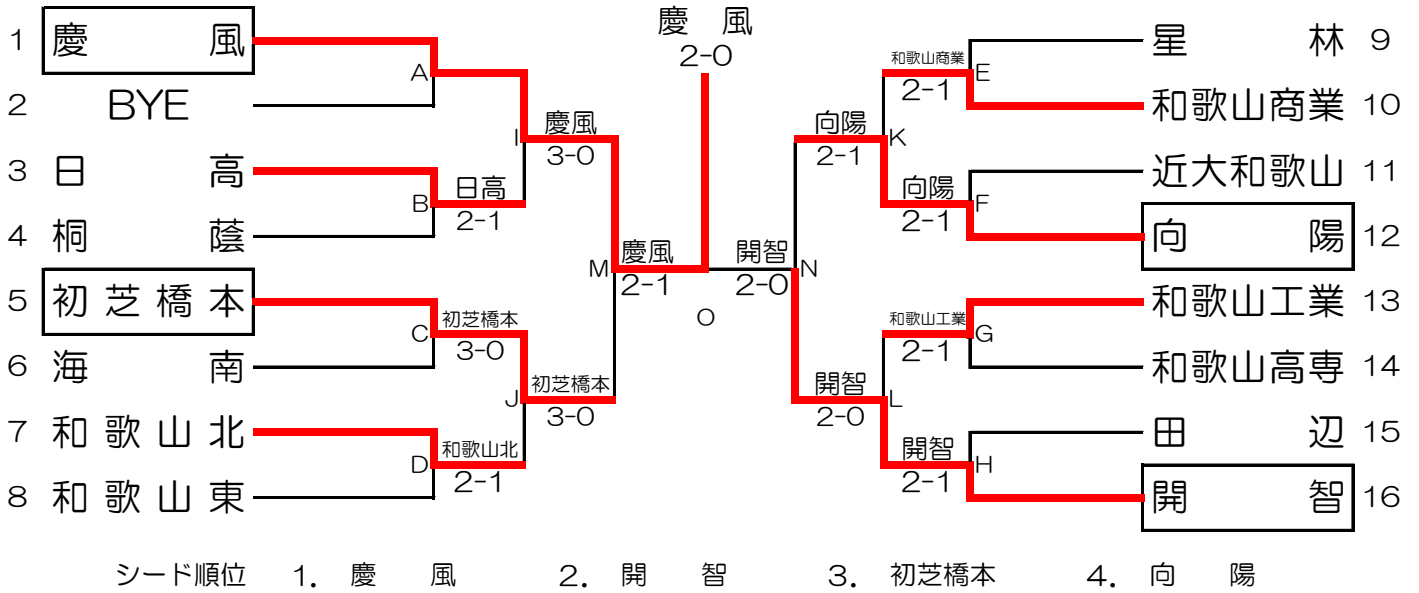 慶 風
2-0
1 慶 風
A
2 BYE
I
慶風
3-0
3 日 高
B
日高
2-1
4 桐 蔭
M
慶風
2-1
5 初芝橋本
C
初芝橋本
3-0
6 海 南
J
初芝橋本
3-0
7 和歌山北
D
和歌山北
2-1
8 和歌山東
O
開智
2-0
N
星 林 9
和歌山商業
2-1
E
和歌山商業 10
向陽
2-1
K
近大和歌山 11
向陽
2-1
F
向 陽 12
和歌山工業 13
和歌山工業
2-1
G
和歌山高専 14
開智
2-0
L
田 辺 15
開智
2-1
H
開 智 16
シード順位 1. 慶 風 2. 開 智 3. 初芝橋本 4. 向 陽